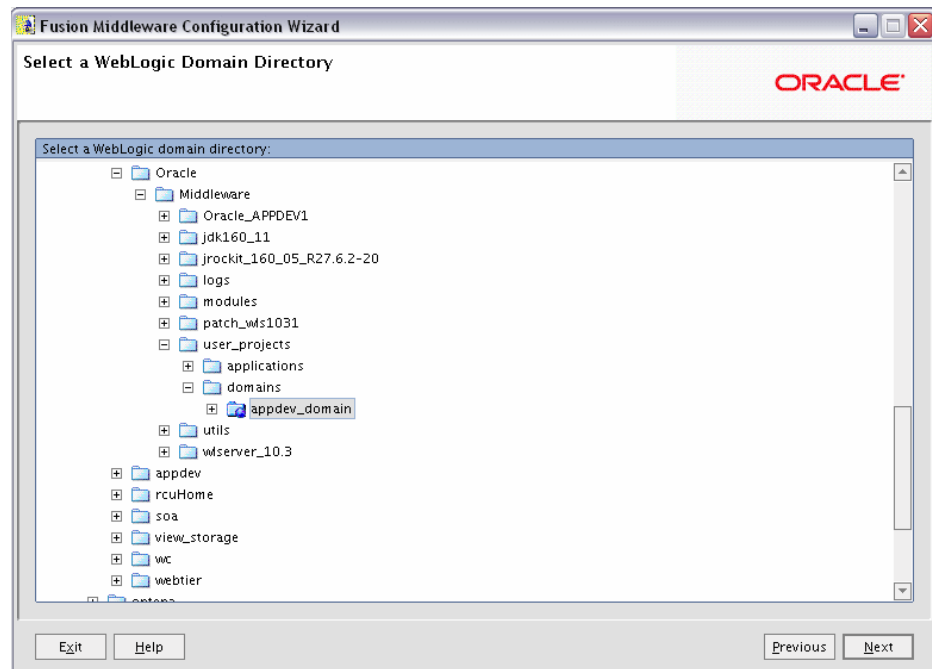 Fusion Middleware Configuration Wizard
Select a WebLogic Domain Directory
ORACLE
Select a WebLogic domain directory:
Oracle
Middleware
Oracle_APPDEV1
jdk160_11
jrockit_160_05_R27.6.2-20
logs
modules
patch_wls1031
user_projects
applications
domains
appdev_domain
utils
wlserver_10.3
appdev
rcuHome
soa
view_storage
wc
webtier
Exit
Help
Previous
Next